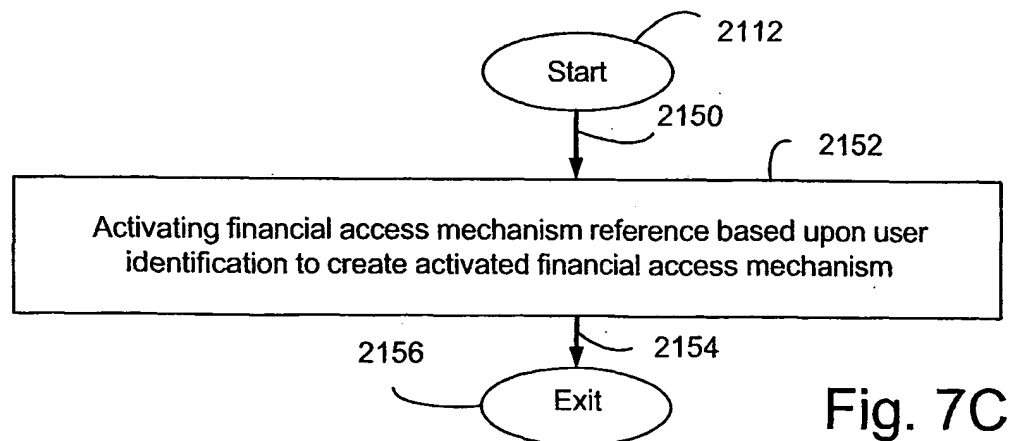 2112
Start
2150
2152
Activating financial access mechanism reference based upon user
identification to create activated financial access mechanism
2156
2154
Exit
Fig. 7C